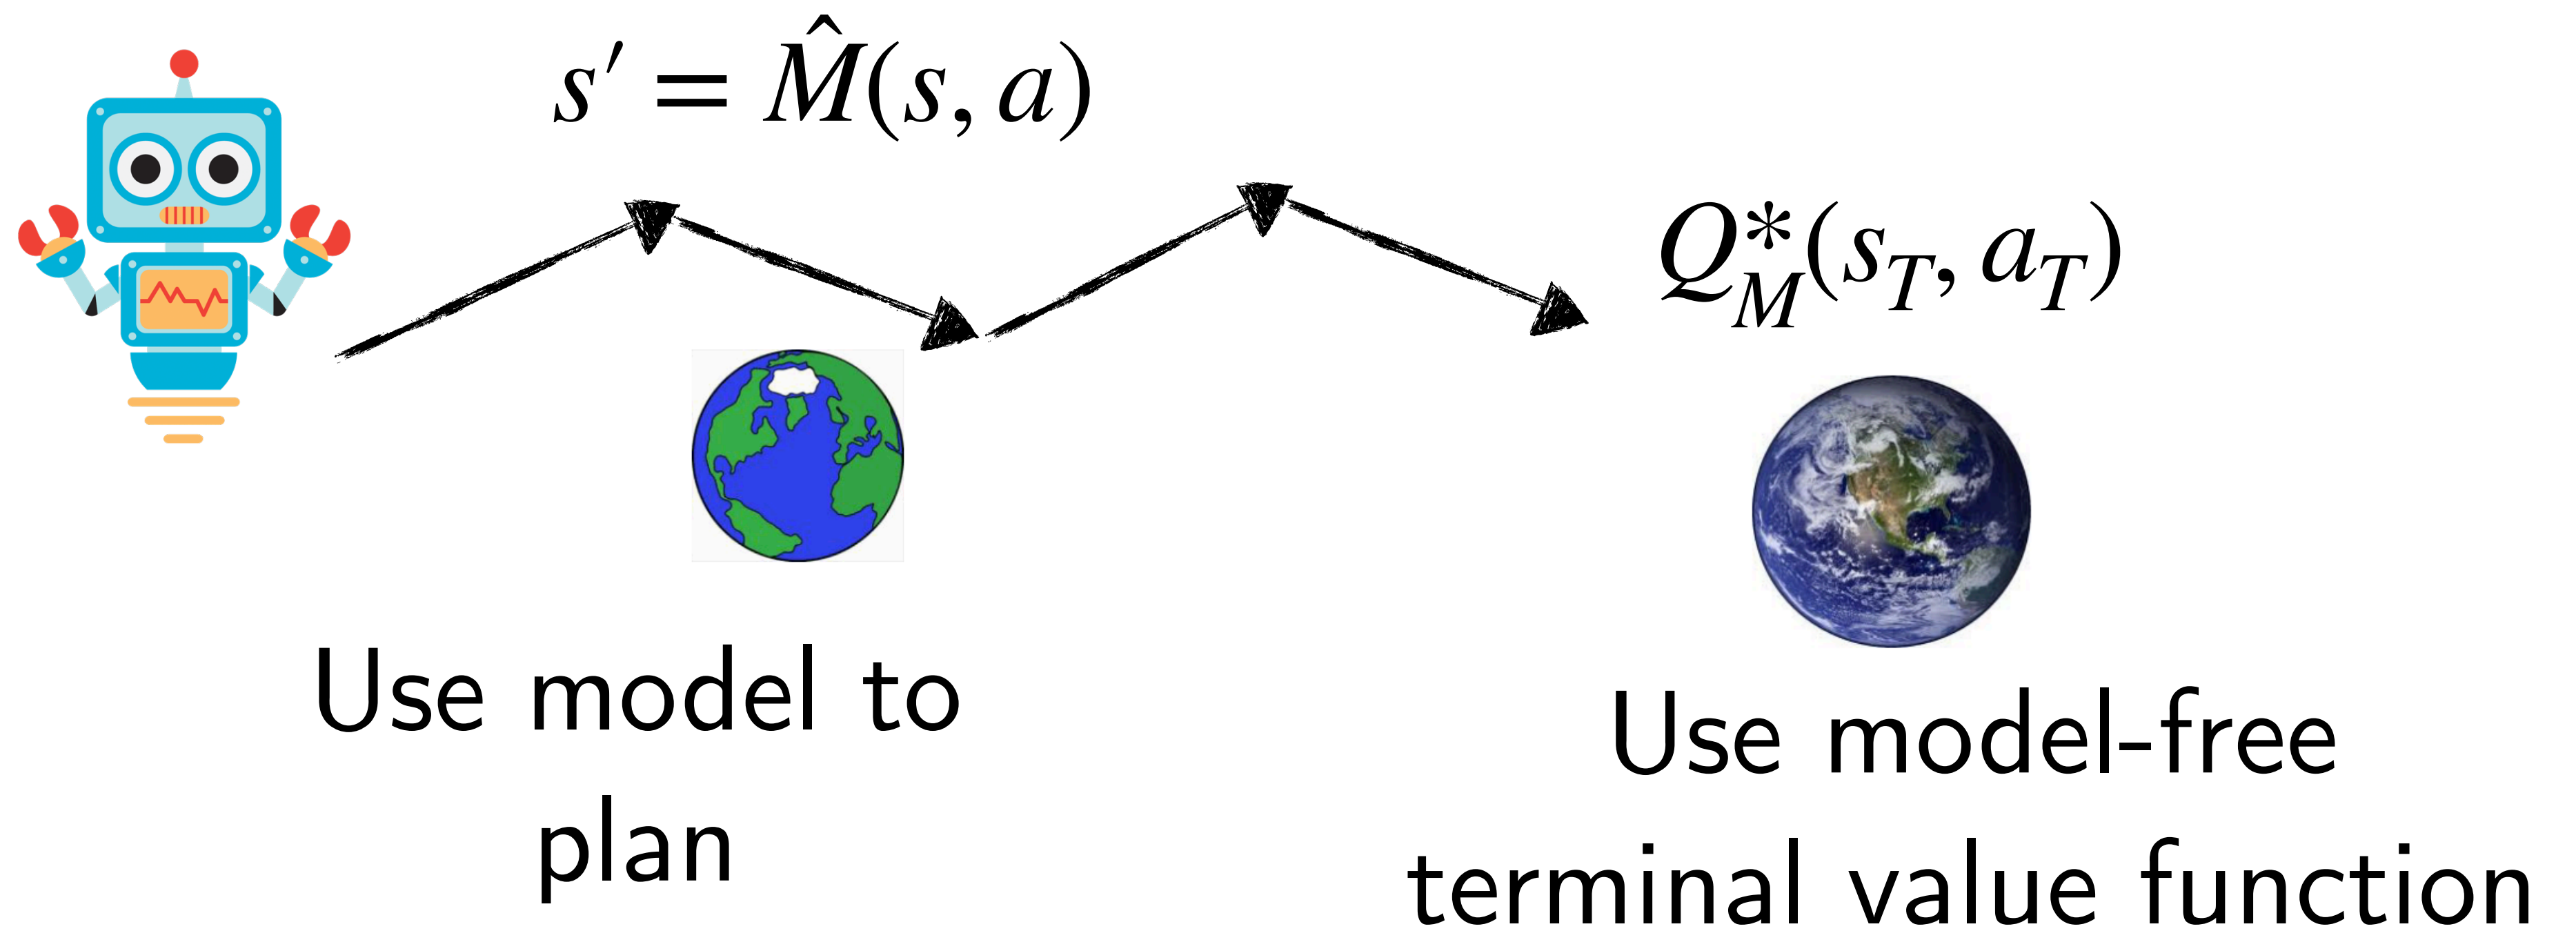 s′ = M̂(s, a)
Q*_M(s_T, a_T)
Use model to
plan
Use model-free
terminal value function